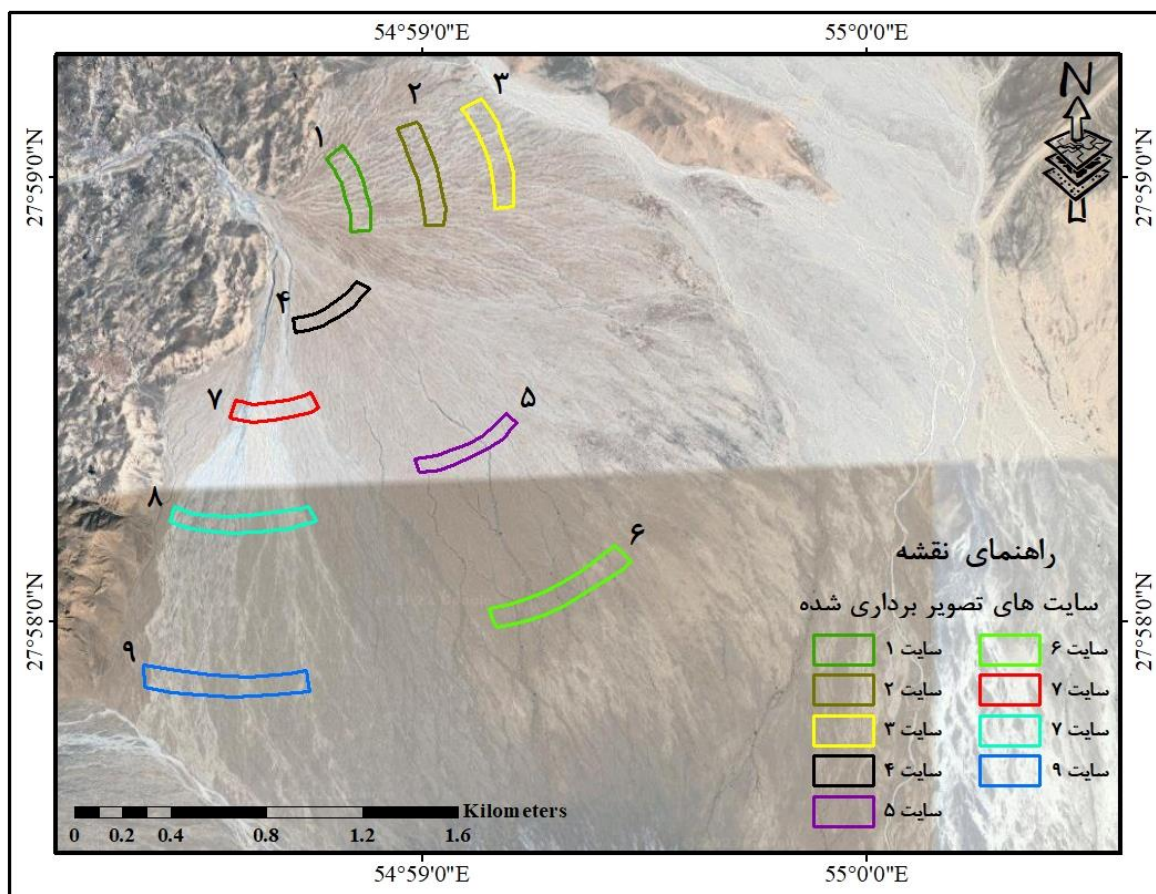 54°59'0"E 55°0'0"E
N
27°59'0"N
27°59'0"N
۱
۲
۳
۴
۵
۶
۷
۸
۹
27°58'0"N
27°58'0"N
راهنمای نقشه
سایت های تصویر برداری شده
سایت ۱
سایت ۲
سایت ۳
سایت ۴
سایت ۵
سایت ۶
سایت ۷
سایت ۷
سایت ۹
Kilometers
0 0.2 0.4 0.8 1.2 1.6
54°59'0"E 55°0'0"E